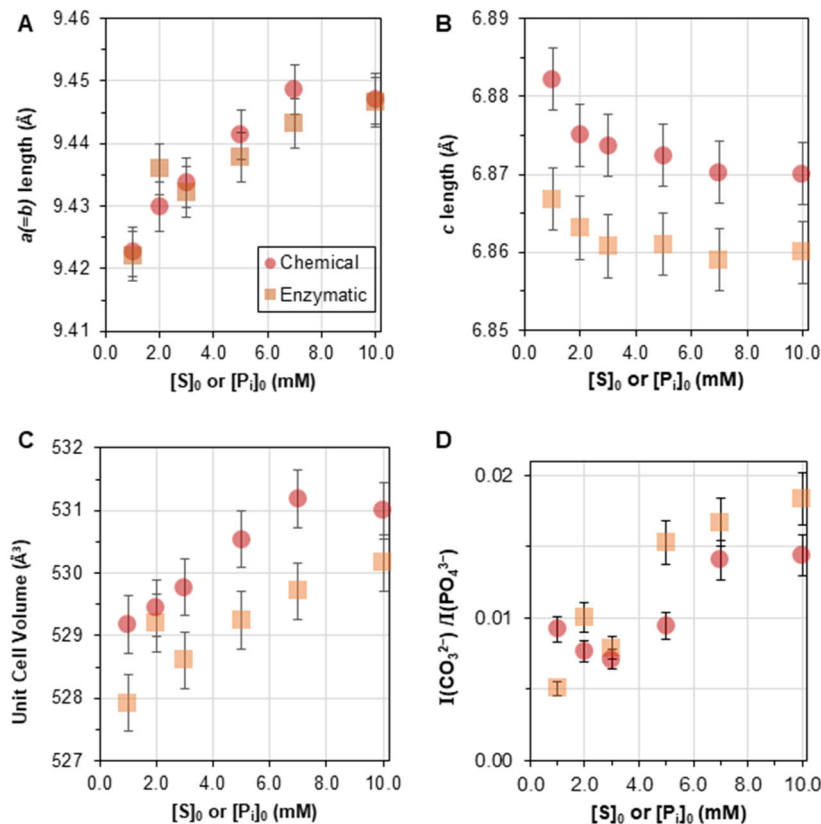 A
9.46
9.45
9.44
9.43
9.42
9.41
a(=b) length (Å)
Chemical
Enzymatic
0.0 2.0 4.0 6.0 8.0 10.0
[S]₀ or [Pᵢ]₀ (mM)
B
6.89
6.88
6.87
6.86
6.85
c length (Å)
0.0 2.0 4.0 6.0 8.0 10.0
[S]₀ or [Pᵢ]₀ (mM)
C
532
531
530
529
528
527
Unit Cell Volume (Å³)
0.0 2.0 4.0 6.0 8.0 10.0
[S]₀ or [Pᵢ]₀ (mM)
D
0.02
0.01
0.00
I(CO₃²⁻) /I(PO₄³⁻)
0.0 2.0 4.0 6.0 8.0 10.0
[S]₀ or [Pᵢ]₀ (mM)